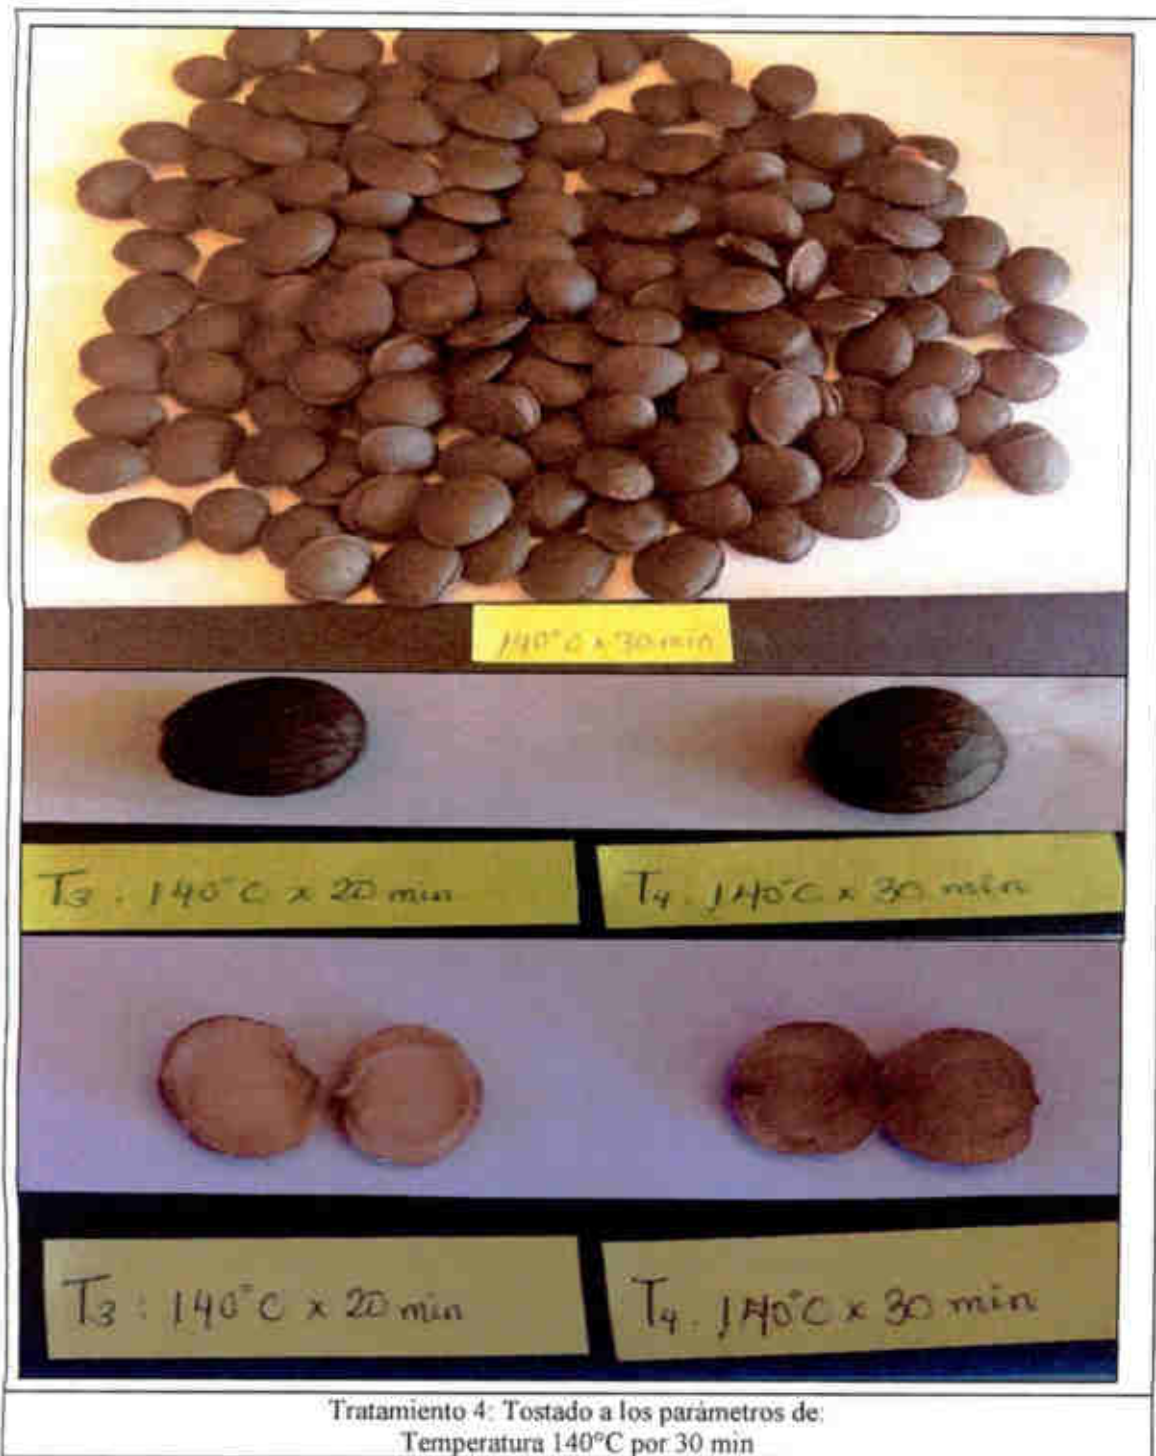 140°C x 30 min
T3 : 140°C x 20 min
T4 . 140°C x 30 min
T3 : 140°C x 20 min
T4 . 140°C x 30 min
Tratamiento 4: Tostado a los parámetros de:
Temperatura 140°C por 30 min